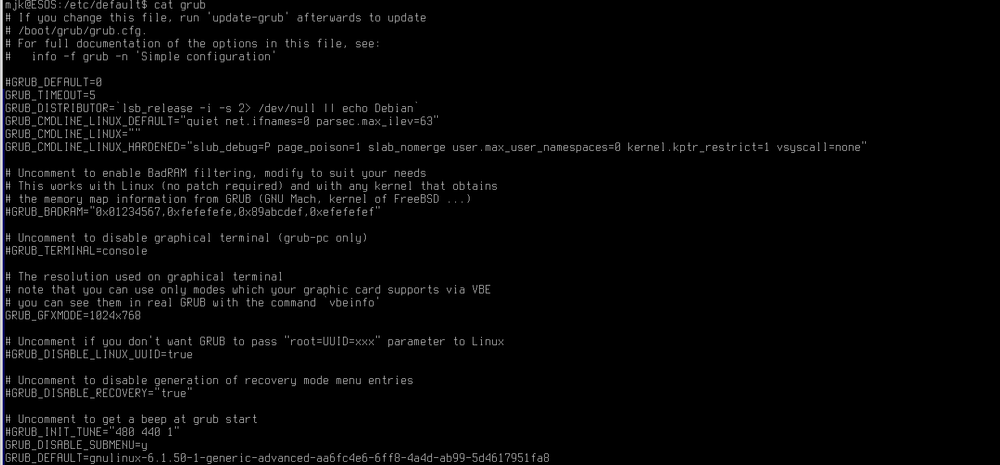 mjk@ESOS:/etc/default$ cat grub
# If you change this file, run 'update-grub' afterwards to update
# /boot/grub/grub.cfg.
# For full documentation of the options in this file, see:
#   info -f grub -n 'Simple configuration'

#GRUB_DEFAULT=0
GRUB_TIMEOUT=5
GRUB_DISTRIBUTOR=`lsb_release -i -s 2> /dev/null || echo Debian`
GRUB_CMDLINE_LINUX_DEFAULT="quiet net.ifnames=0 parsec.max_ilev=63"
GRUB_CMDLINE_LINUX=""
GRUB_CMDLINE_LINUX_HARDENED="slub_debug=P page_poison=1 slab_nomerge user.max_user_namespaces=0 kernel.kptr_restrict=1 vsyscall=none"

# Uncomment to enable BadRAM filtering, modify to suit your needs
# This works with Linux (no patch required) and with any kernel that obtains
# the memory map information from GRUB (GNU Mach, kernel of FreeBSD ...)
#GRUB_BADRAM="0x01234567,0xfefefefe,0x89abcdef,0xefefefef"

# Uncomment to disable graphical terminal (grub-pc only)
#GRUB_TERMINAL=console

# The resolution used on graphical terminal
# note that you can use only modes which your graphic card supports via VBE
# you can see them in real GRUB with the command `vbeinfo'
GRUB_GFXMODE=1024x768

# Uncomment if you don't want GRUB to pass "root=UUID=xxx" parameter to Linux
#GRUB_DISABLE_LINUX_UUID=true

# Uncomment to disable generation of recovery mode menu entries
#GRUB_DISABLE_RECOVERY="true"

# Uncomment to get a beep at grub start
#GRUB_INIT_TUNE="480 440 1"
GRUB_DISABLE_SUBMENU=y
GRUB_DEFAULT=gnulinux-6.1.50-1-generic-advanced-aa6fc4e6-6ff8-4a4d-ab99-5d4617951fa8